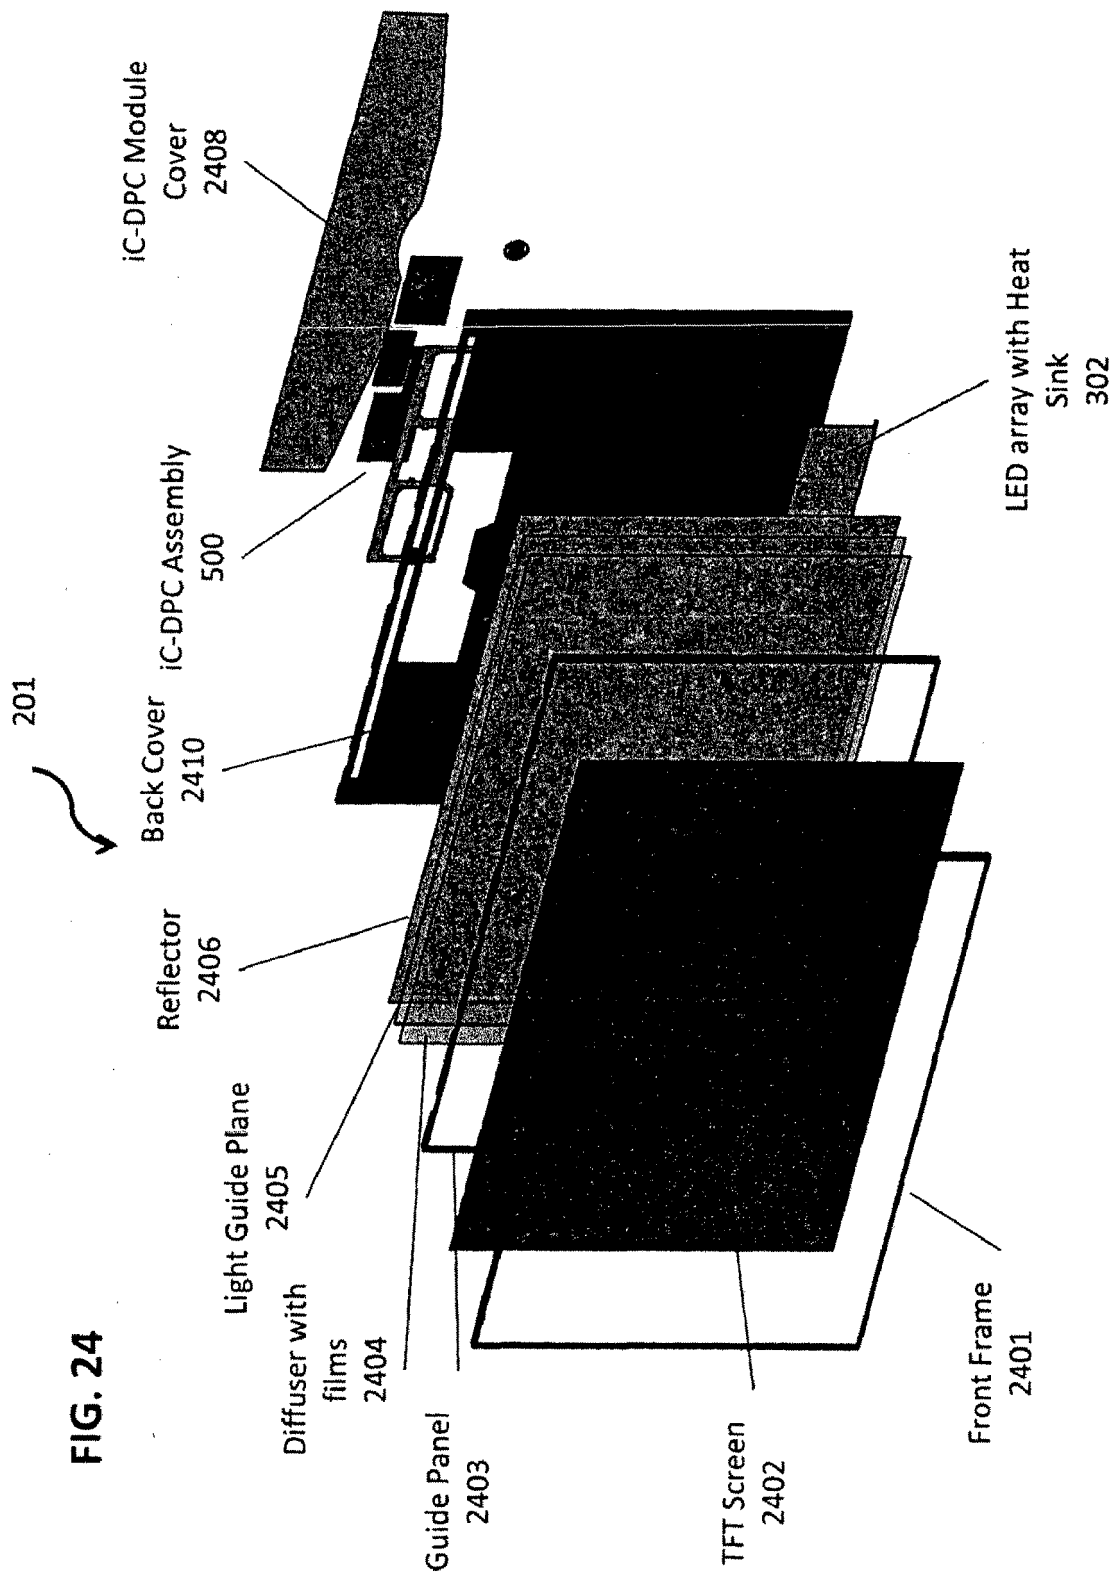 FIG. 24
201
Front Frame
2401
TFT Screen
2402
Guide Panel
2403
Diffuser with
films
2404
Light Guide Plane
2405
Reflector
2406
Back Cover
2410
iC-DPC Assembly
500
iC-DPC Module
Cover
2408
LED array with Heat
Sink
302